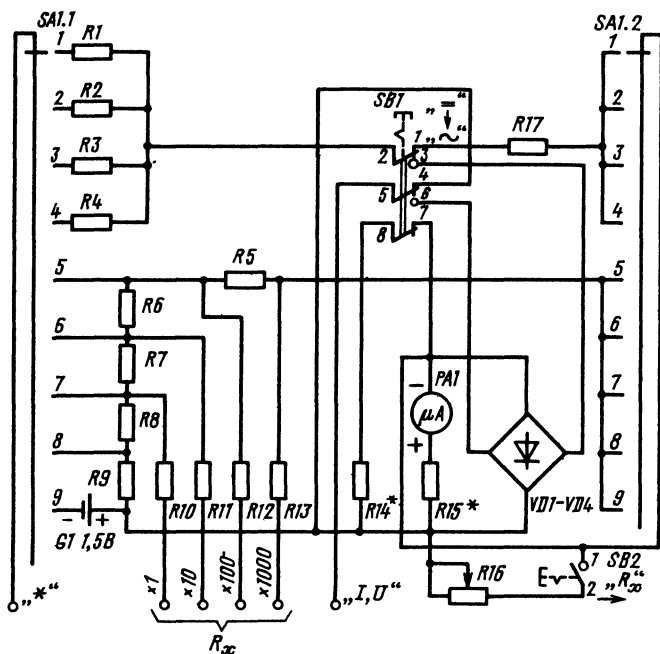 SA1.1
SA1.2
1 R1
2 R2
3 R3
4 R4
5 R5
R6
6
R7
7
R8
8
R9
9
- +
G1 1,5В
SB1
„="
„~"
1
2
3
4
5
6
7
8
R17
1
2
3
4
5
6
7
8
9
- PA1
μA
+
R10
R11
R12
R13
R14*
R15*
VD1-VD4
R16
1
SB2
2
„Rx"
„*"
×1
×10
×100
×1000
Rx
„I,U"